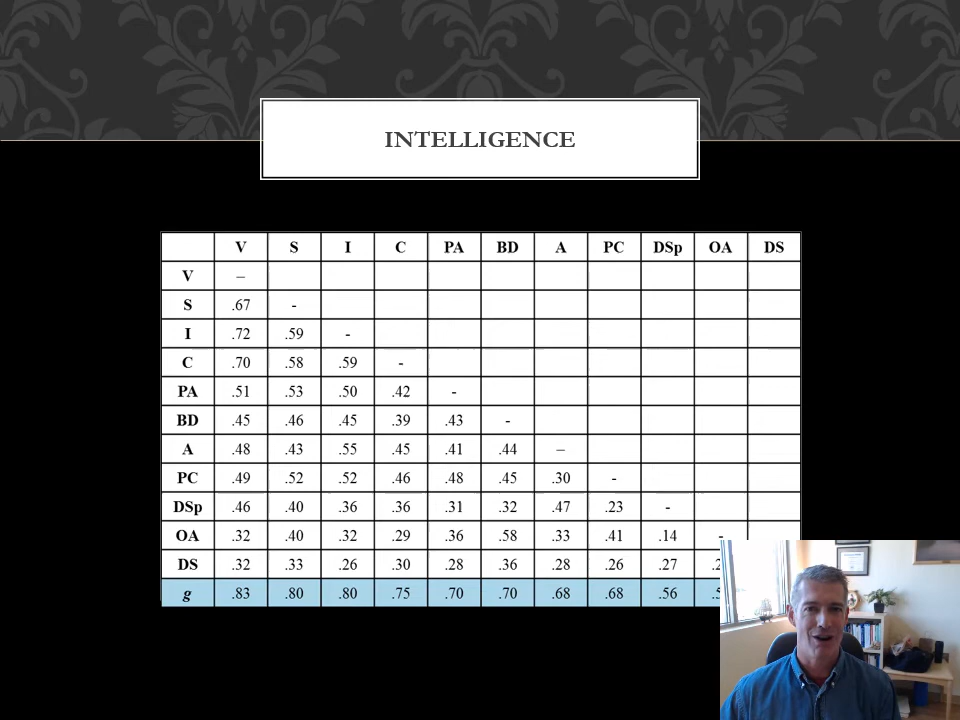 INTELLIGENCE
V S I C PA BD A PC DSp OA DS
V –
S .67 -
I .72 .59 -
C .70 .58 .59 -
PA .51 .53 .50 .42 -
BD .45 .46 .45 .39 .43 -
A .48 .43 .55 .45 .41 .44 –
PC .49 .52 .52 .46 .48 .45 .30 -
DSp .46 .40 .36 .36 .31 .32 .47 .23 -
OA .32 .40 .32 .29 .36 .58 .33 .41 .14 -
DS .32 .33 .26 .30 .28 .36 .28 .26 .27
g .83 .80 .80 .75 .70 .70 .68 .68 .56